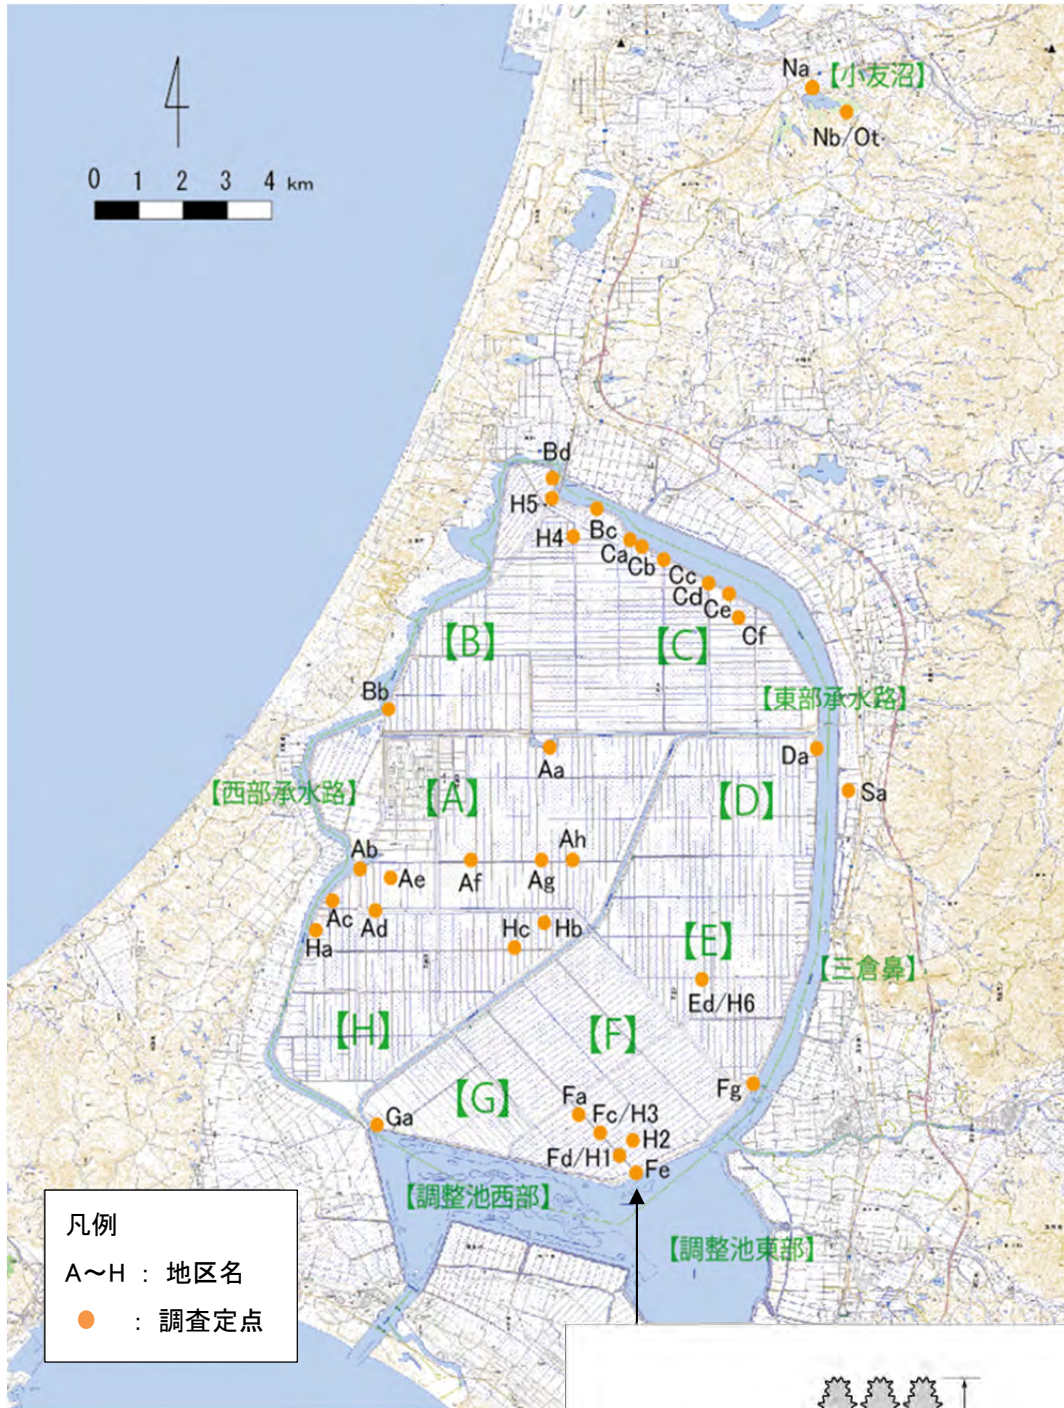 Na
【小友沼】
Nb/Ot
0 1 2 3 4 km
Bd
H5
Bc
H4
Ca
Cb
Cc
Cd
Ce
Cf
【B】
【C】
Bb
【東部承水路】
Aa
Da
【西部承水路】
【A】
【D】
Sa
Ab
Ae
Af
Ag
Ah
Ac
Ad
Ha
Hc
Hb
【E】
【三倉鼻】
Ed/H6
【H】
【F】
Fg
【G】
Fa
Fc/H3
Ga
H2
Fd/H1
Fe
【調整池西部】
【調整池東部】
凡例
A～H : 地区名
: 調査定点